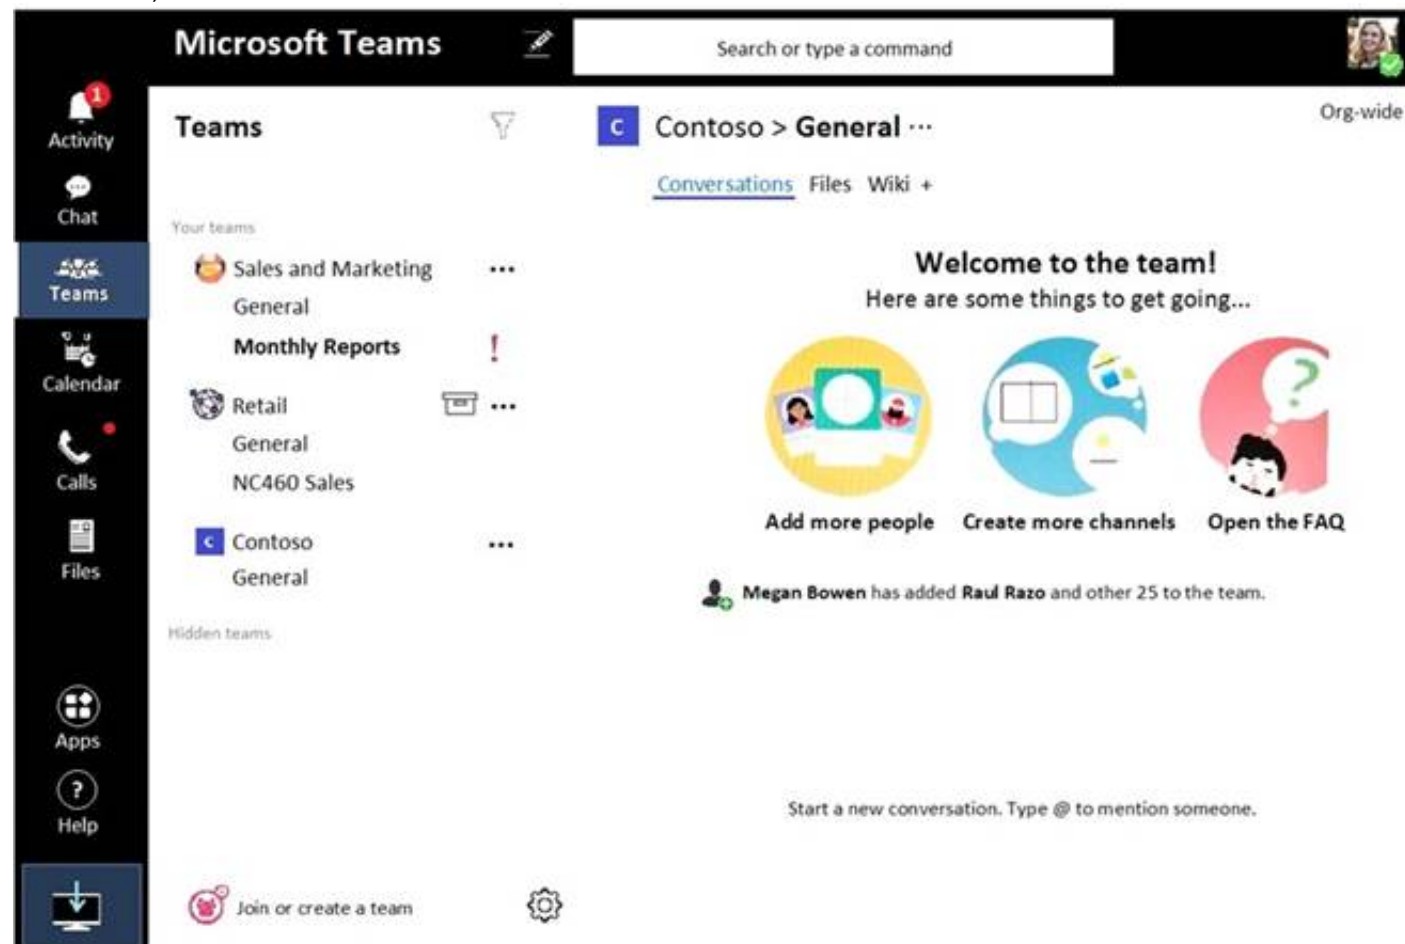 Microsoft Teams
Search or type a command
1
Activity
Chat
Teams
Calendar
Calls
Files
Apps
? Help
Teams
Your teams
Sales and Marketing ...
General
Monthly Reports !
Retail ...
General
NC460 Sales
C Contoso ...
General
Hidden teams
Join or create a team
C Contoso > General ...
Org-wide
Conversations Files Wiki +
Welcome to the team!
Here are some things to get going...
?
Add more people Create more channels Open the FAQ
Megan Bowen has added Raul Razo and other 25 to the team.
Start a new conversation. Type @ to mention someone.